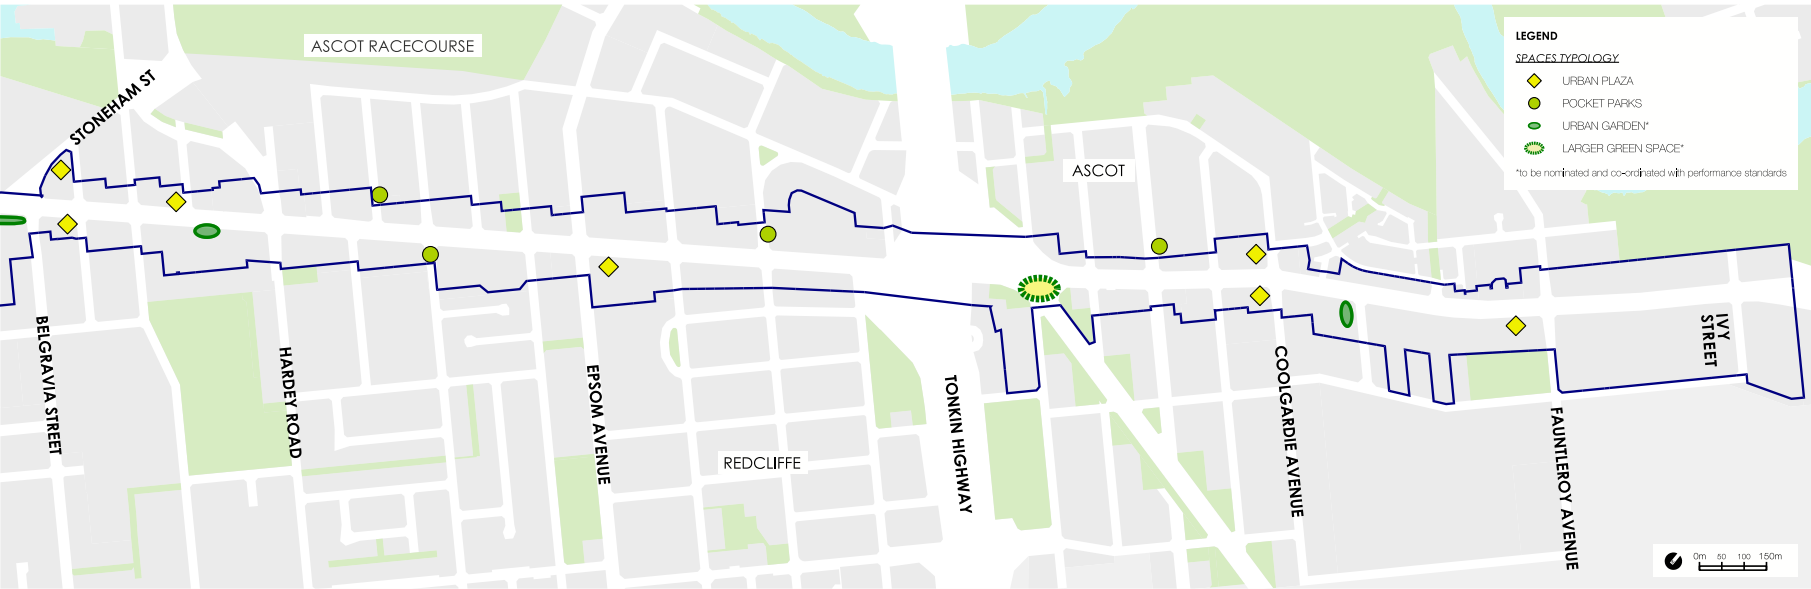 ASCOT RACECOURSE
STONEHAM ST
ASCOT
LEGEND
SPACES TYPOLOGY
URBAN PLAZA
POCKET PARKS
URBAN GARDEN*
LARGER GREEN SPACE*
*to be nominated and co-ordinated with performance standards
BELGRAVIA STREET
HARDEY ROAD
EPSOM AVENUE
REDCLIFFE
TONKIN HIGHWAY
COOLGARDIE AVENUE
FAUNTLEROY AVENUE
IVY
STREET
0m 50 100 150m